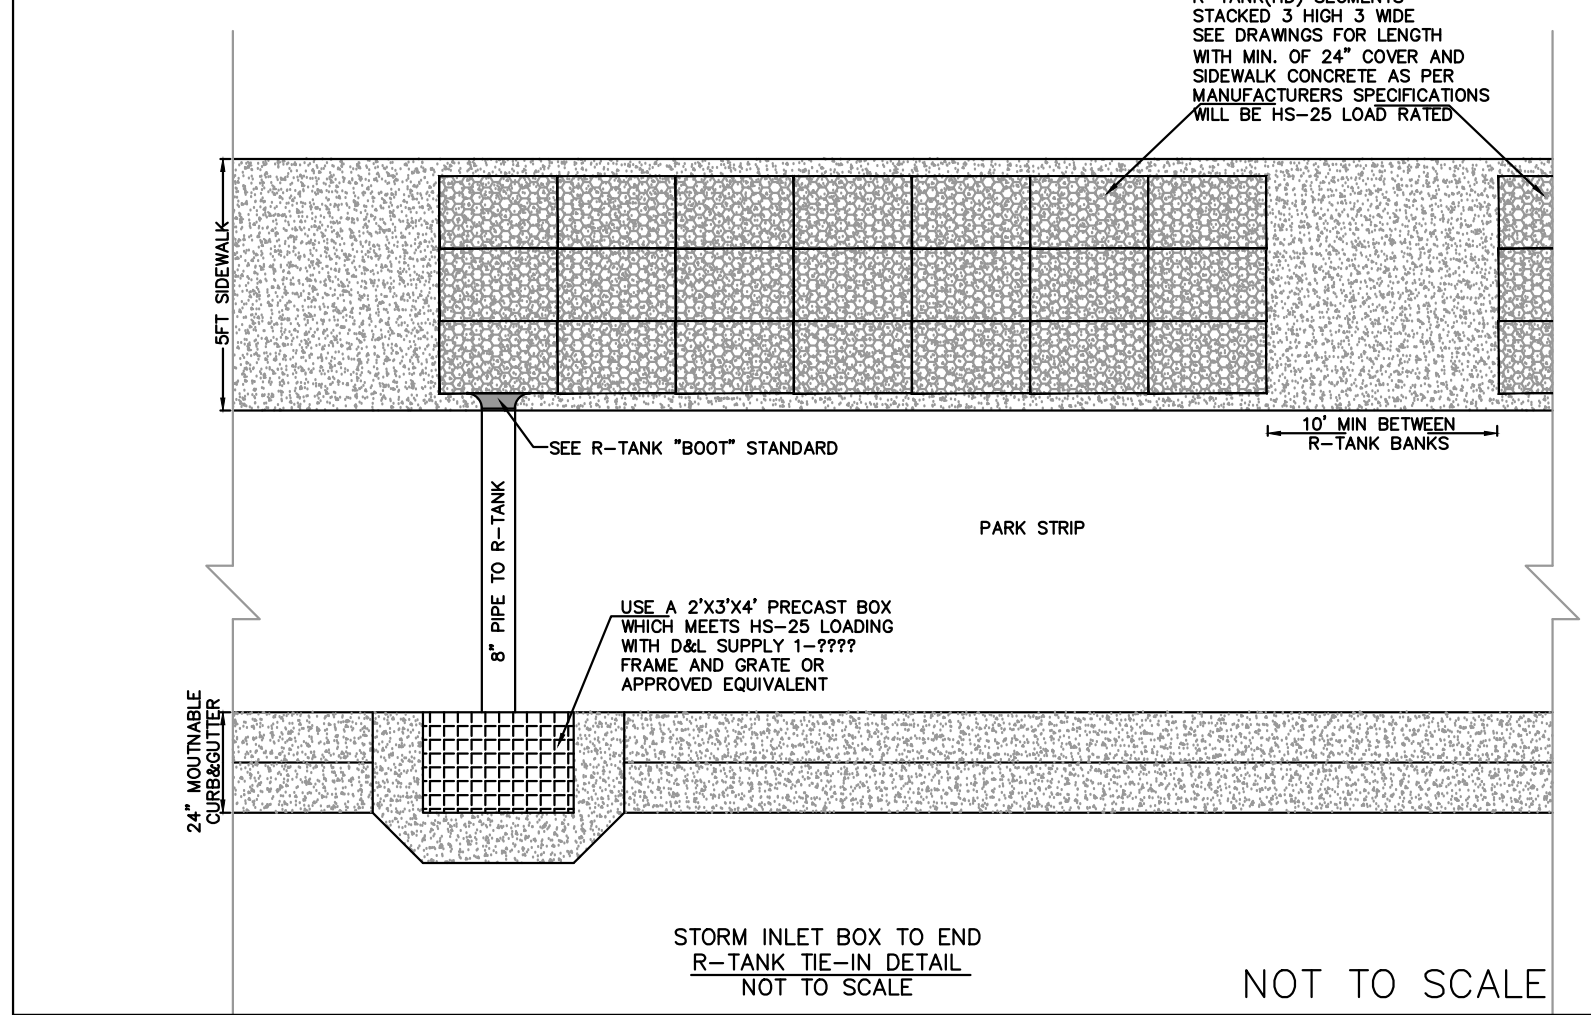 R-TANK(HD) SEGMENTS
STACKED 3 HIGH 3 WIDE
SEE DRAWINGS FOR LENGTH
WITH MIN. OF 24" COVER AND
SIDEWALK CONCRETE AS PER
MANUFACTURERS SPECIFICATIONS
WILL BE HS-25 LOAD RATED
5FT SIDEWALK
10' MIN BETWEEN
R-TANK BANKS
SEE R-TANK "BOOT" STANDARD
8" PIPE TO R-TANK
PARK STRIP
USE A 2'X3'X4' PRECAST BOX
WHICH MEETS HS-25 LOADING
WITH D&L SUPPLY 1-????
FRAME AND GRATE OR
APPROVED EQUIVALENT
24" MOUTNABLE
CURB&GUTTER
STORM INLET BOX TO END
R-TANK TIE-IN DETAIL
NOT TO SCALE
NOT TO SCALE